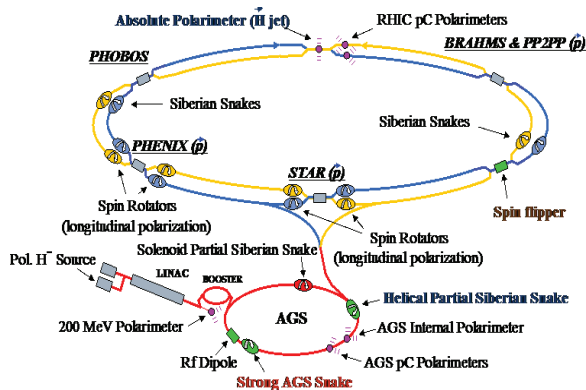 Absolute Polarimeter (H jet)
RHIC pC Polarimeters
PHOBOS
BRAHMS & PP2PP (p)
Siberian Snakes
Siberian Snakes
PHENIX (p)
STAR (p)
Spin Rotators
(longitudinal polarization)
Spin flipper
Spin Rotators
(longitudinal polarization)
Solenoid Partial Siberian Snake
Pol. H⁻ Source
LINAC
BOOSTER
AGS
Helical Partial Siberian Snake
200 MeV Polarimeter
AGS Internal Polarimeter
Rf Dipole
AGS pC Polarimeters
Strong AGS Snake